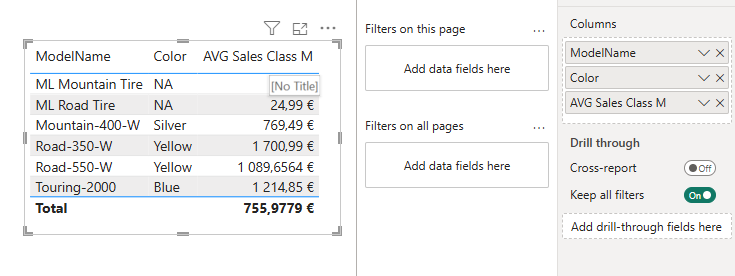 ModelName Color AVG Sales Class M
ML Mountain Tire NA
[No Title]
ML Road Tire NA 24,99 €
Mountain-400-W Silver 769,49 €
Road-350-W Yellow 1 700,99 €
Road-550-W Yellow 1 089,6564 €
Touring-2000 Blue 1 214,85 €
Total 755,9779 €
Filters on this page ...
Add data fields here
Filters on all pages ...
Add data fields here
Columns
ModelName
Color
AVG Sales Class M
Drill through
Cross-report Off
Keep all filters On
Add drill-through fields here